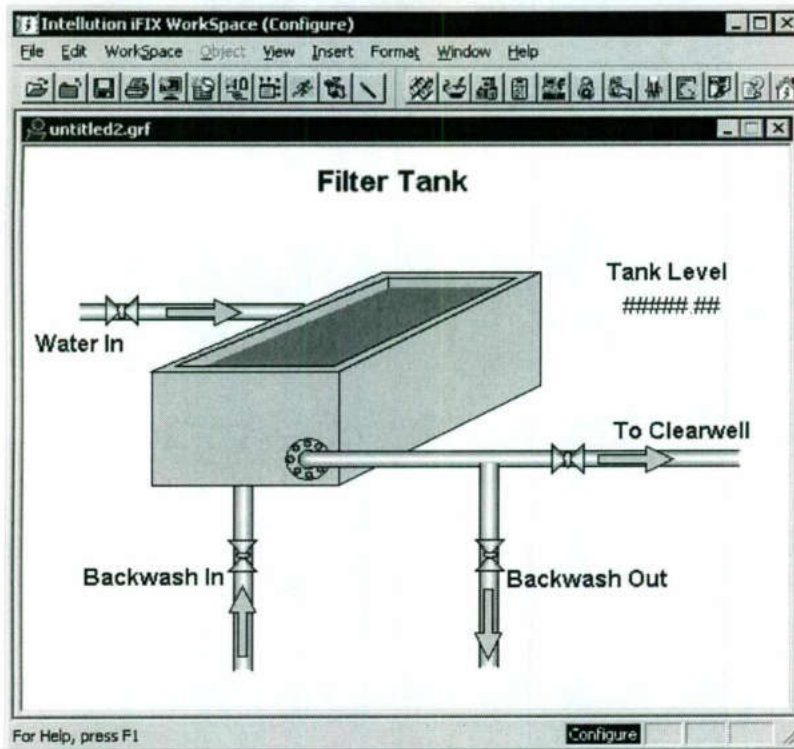 Intellution iFIX WorkSpace (Configure)
File Edit WorkSpace Object View Insert Format Window Help
untitled2.grf
Filter Tank
Tank Level
#####.##
Water In
To Clearwell
Backwash In
Backwash Out
For Help, press F1
Configure